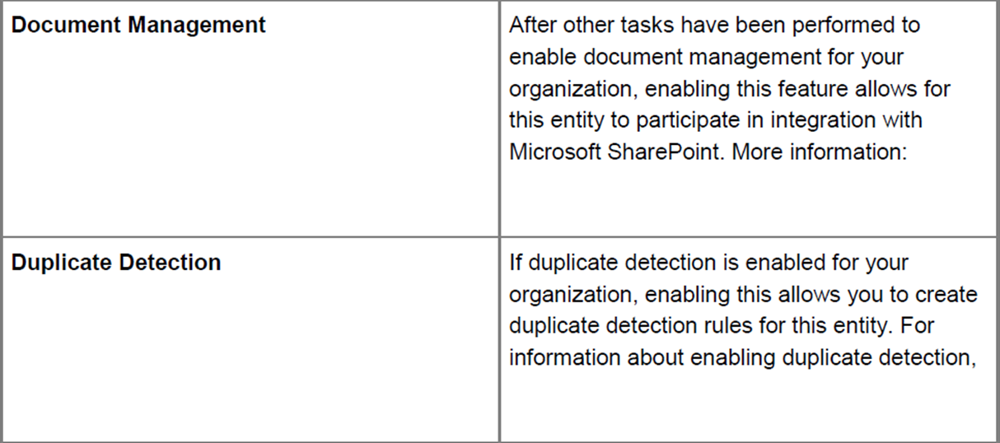 Document Management
After other tasks have been performed to
enable document management for your
organization, enabling this feature allows for
this entity to participate in integration with
Microsoft SharePoint. More information:
Duplicate Detection
If duplicate detection is enabled for your
organization, enabling this allows you to create
duplicate detection rules for this entity. For
information about enabling duplicate detection,